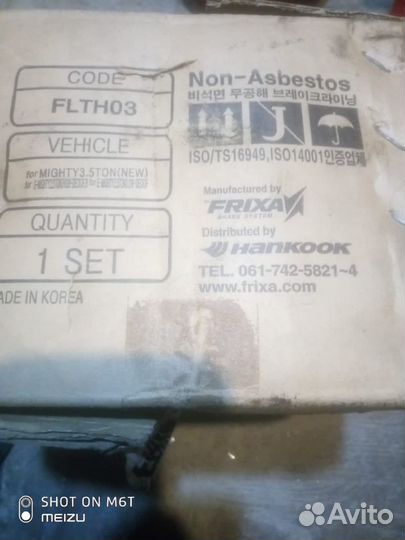 CODE
FLTH03
VEHICLE
for MIGHTY3.5TON(NEW)
QUANTITY
1 SET
ADE IN KOREA
Non-Asbestos
비석면 무공해 브레이크라이닝
ISO/TS16949,ISO14001인증업체
Manufactured by
FRIXA
BRAKE SYSTEM
Distributed by
HANKOOK
TEL. 061-742-5821~4
www.frixa.com
SHOT ON M6T
MEIZU
Avito